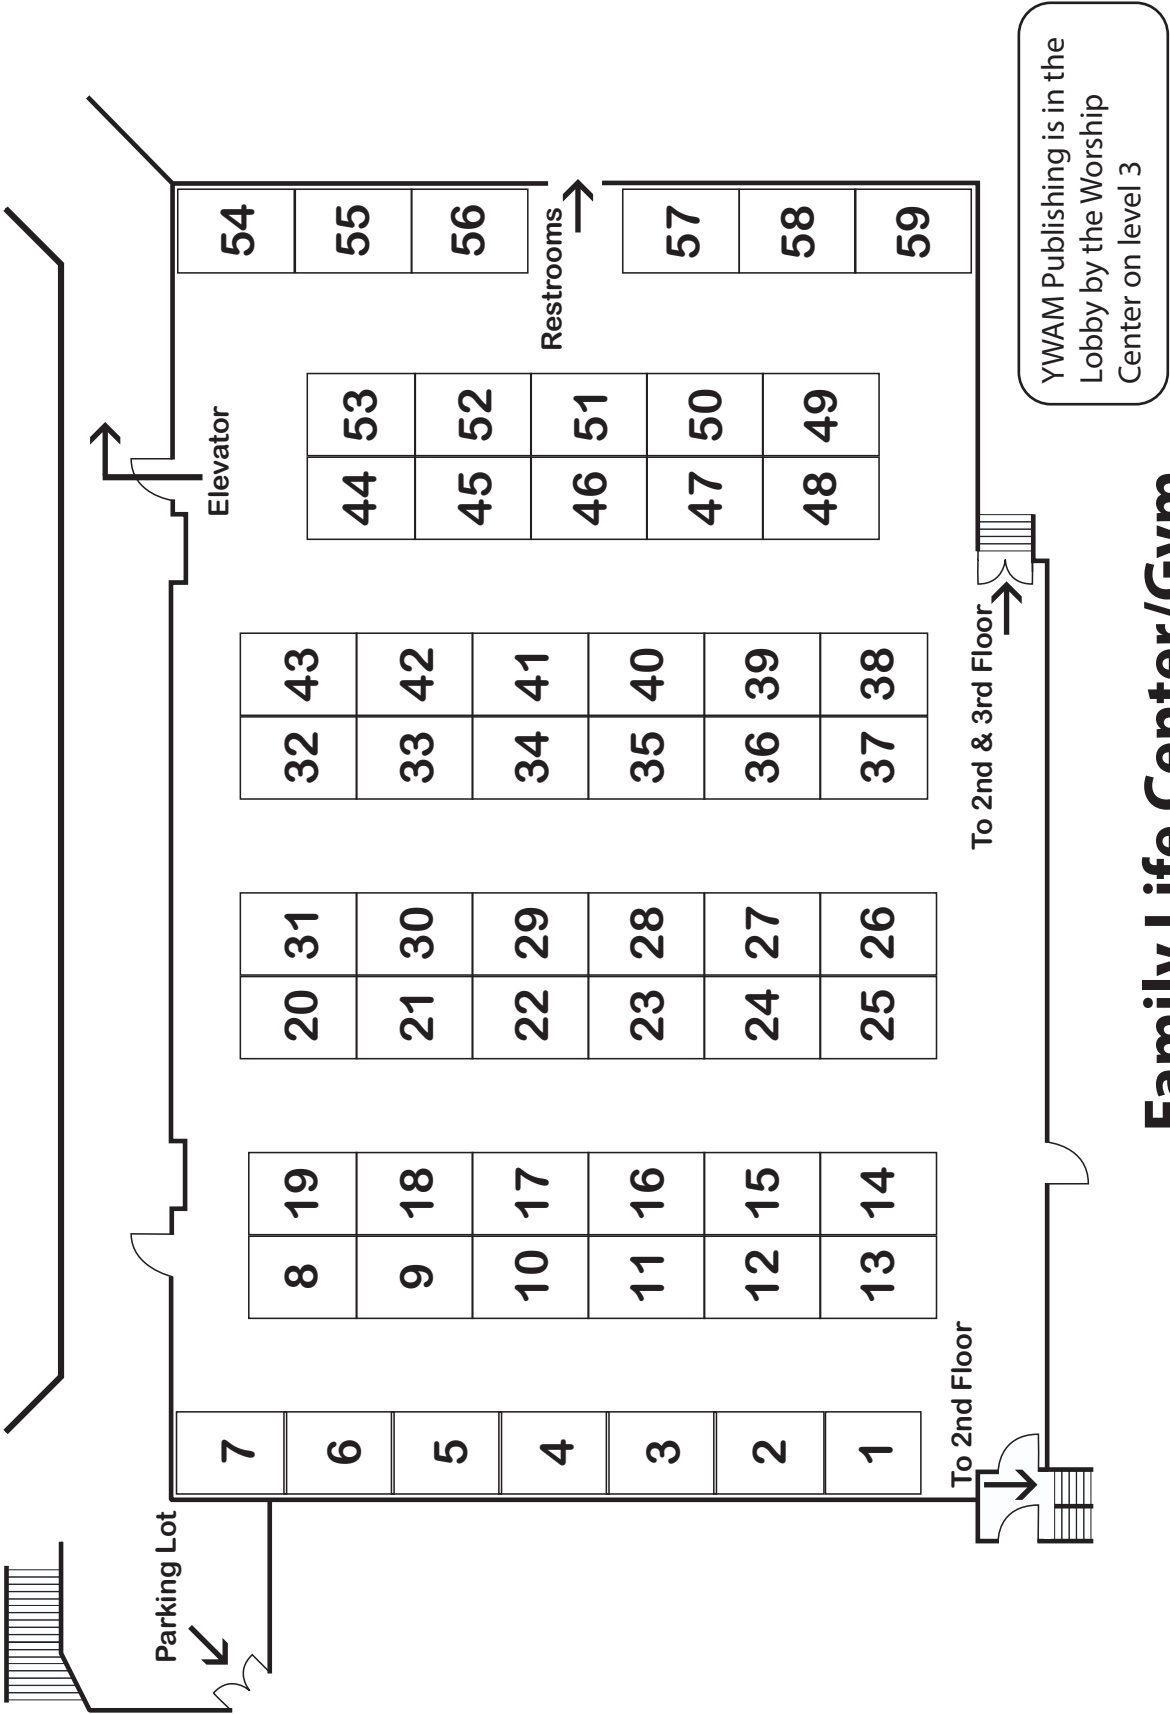 Parking Lot
Elevator
7 54
8 19 20 31 32 43
6 44 53 55
9 18 21 30 33 42
5 45 52 56
10 17 22 29 34 41
Restrooms
4 46 51
11 16 23 28 35 40
3 47 50 57
12 15 24 27 36 39
2 48 49 58
13 14 25 26 37 38
1 59
To 2nd Floor
To 2nd & 3rd Floor
YWAM Publishing is in the
Lobby by the Worship
Center on level 3
Family Life Center/Gym